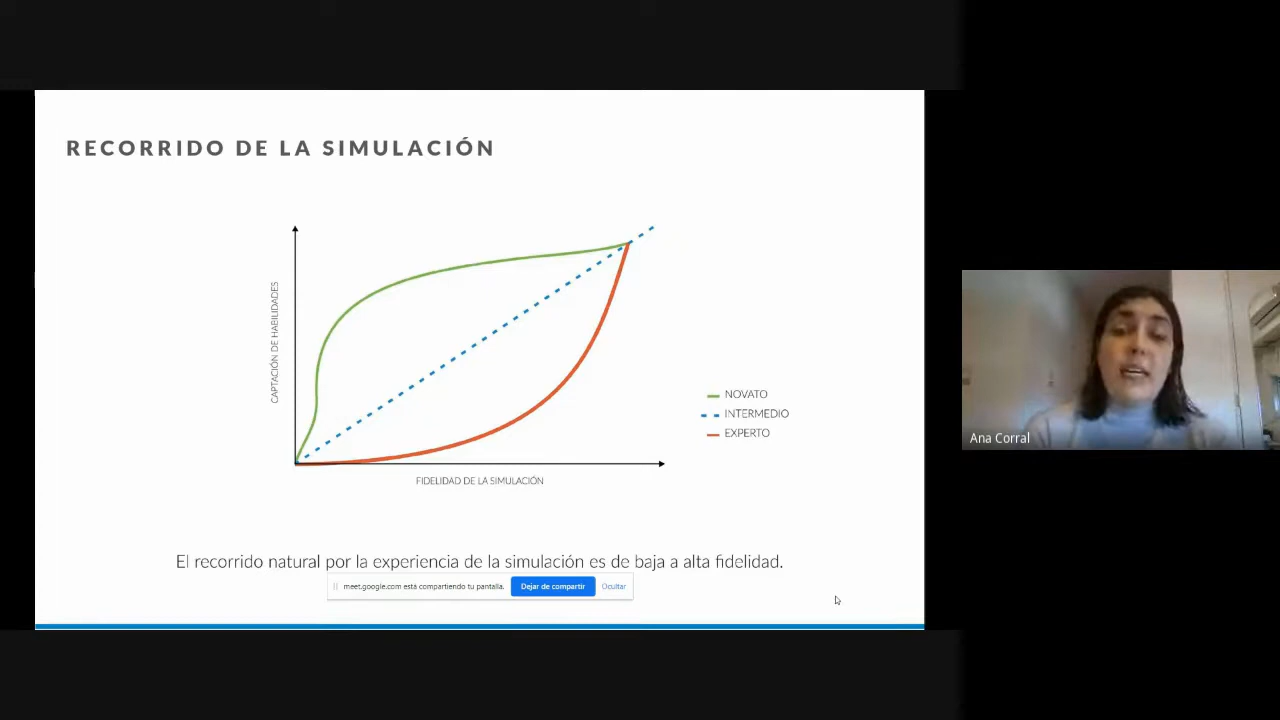 RECORRIDO DE LA SIMULACIÓN
CAPTACIÓN DE HABILIDADES
NOVATO
INTERMEDIO
EXPERTO
FIDELIDAD DE LA SIMULACIÓN
El recorrido natural por la experiencia de la simulación es de baja a alta fidelidad.
meet.google.com está compartiendo tu pantalla. Dejar de compartir Ocultar
Ana Corral